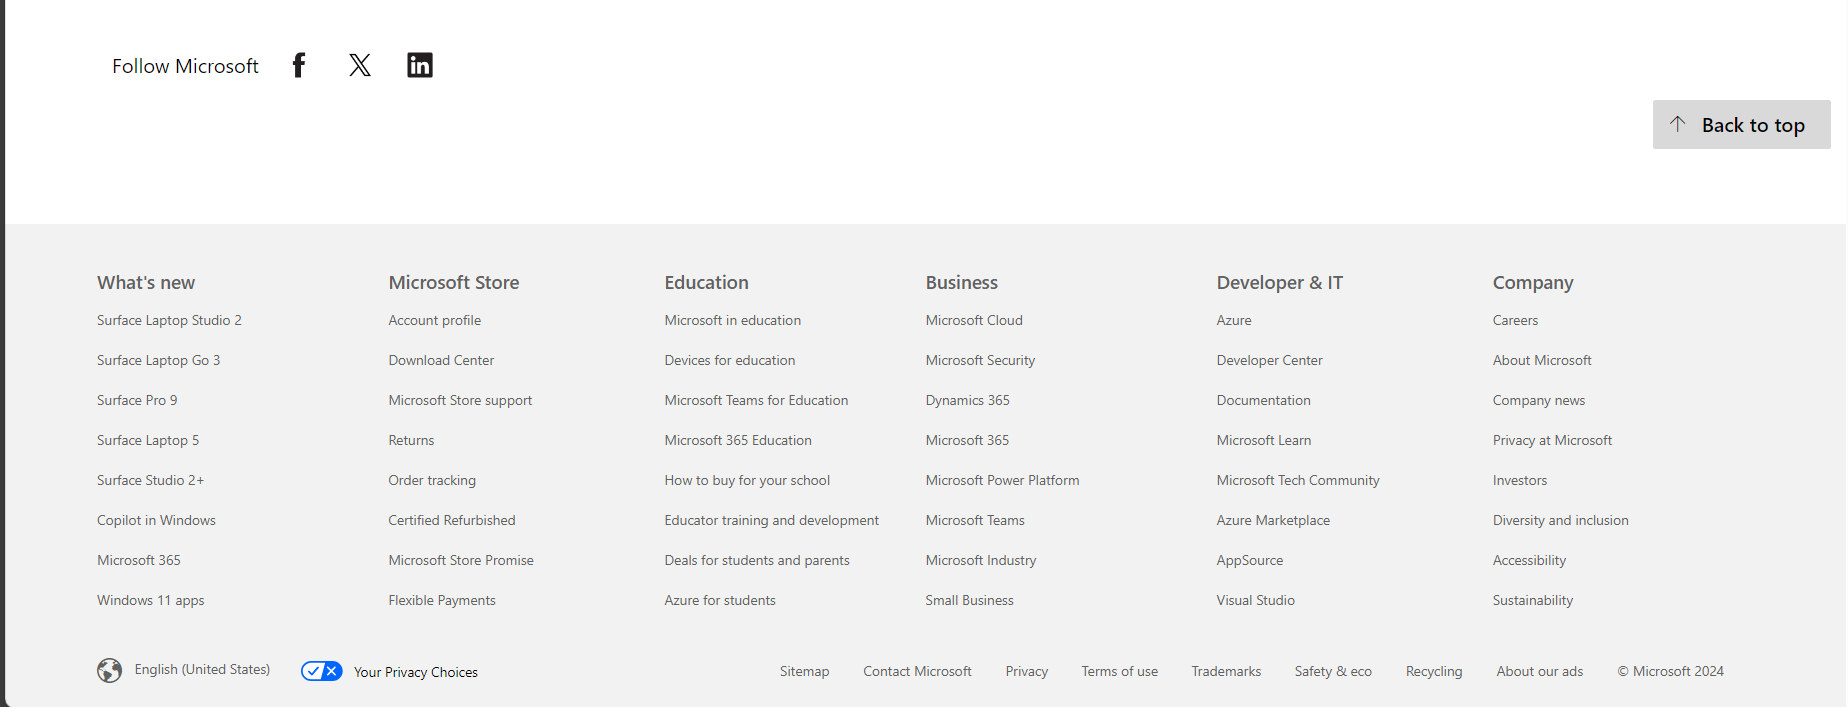 Follow Microsoft
Back to top
What's new
Surface Laptop Studio 2
Surface Laptop Go 3
Surface Pro 9
Surface Laptop 5
Surface Studio 2+
Copilot in Windows
Microsoft 365
Windows 11 apps
Microsoft Store
Account profile
Download Center
Microsoft Store support
Returns
Order tracking
Certified Refurbished
Microsoft Store Promise
Flexible Payments
Education
Microsoft in education
Devices for education
Microsoft Teams for Education
Microsoft 365 Education
How to buy for your school
Educator training and development
Deals for students and parents
Azure for students
Business
Microsoft Cloud
Microsoft Security
Dynamics 365
Microsoft 365
Microsoft Power Platform
Microsoft Teams
Microsoft Industry
Small Business
Developer & IT
Azure
Developer Center
Documentation
Microsoft Learn
Microsoft Tech Community
Azure Marketplace
AppSource
Visual Studio
Company
Careers
About Microsoft
Company news
Privacy at Microsoft
Investors
Diversity and inclusion
Accessibility
Sustainability
English (United States)
Your Privacy Choices
Sitemap
Contact Microsoft
Privacy
Terms of use
Trademarks
Safety & eco
Recycling
About our ads
© Microsoft 2024